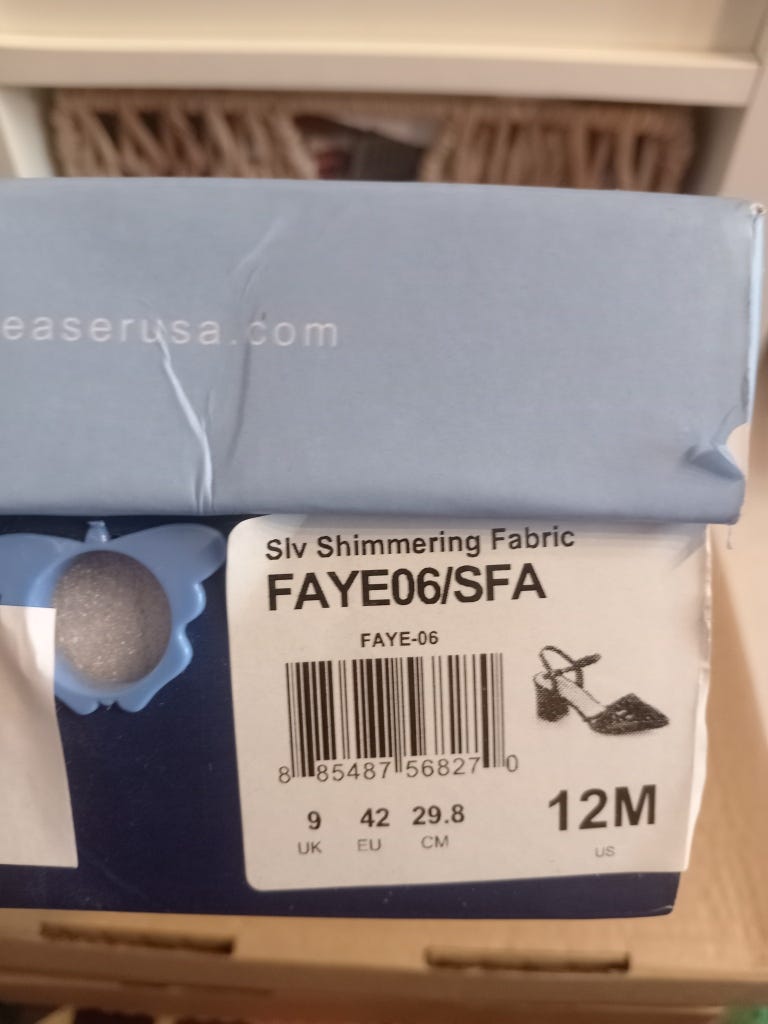 easerusa.com
Slv Shimmering Fabric
FAYE06/SFA
FAYE-06
8 85487 56827 0
9 42 29.8 12M
UK EU CM US